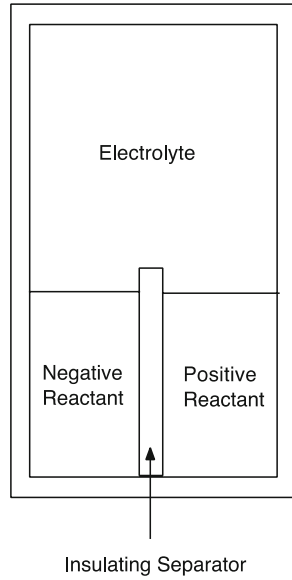 Electrolyte
Negative
Reactant
Positive
Reactant
Insulating Separator